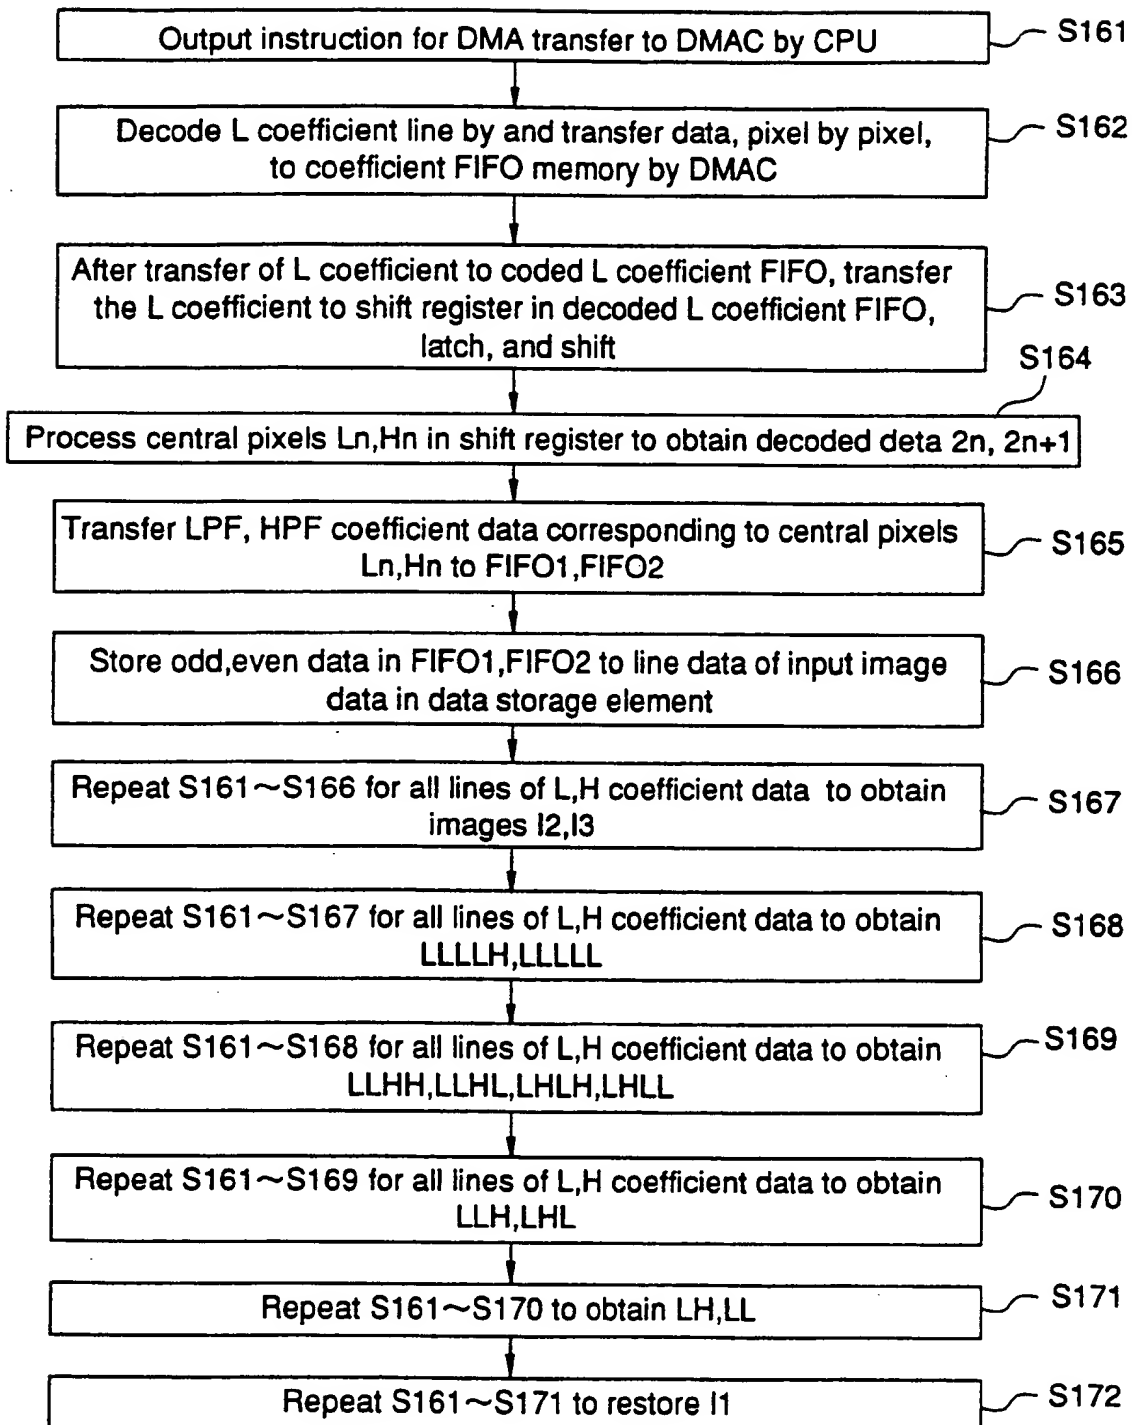 Output instruction for DMA transfer to DMAC by CPU
S161
Decode L coefficient line by and transfer data, pixel by pixel,
to coefficient FIFO memory by DMAC
S162
After transfer of L coefficient to coded L coefficient FIFO, transfer
the L coefficient to shift register in decoded L coefficient FIFO,
latch, and shift
S163
S164
Process central pixels Ln,Hn in shift register to obtain decoded deta 2n, 2n+1
Transfer LPF, HPF coefficient data corresponding to central pixels
Ln,Hn to FIFO1,FIFO2
S165
Store odd,even data in FIFO1,FIFO2 to line data of input image
data in data storage element
S166
Repeat S161~S166 for all lines of L,H coefficient data to obtain
images I2,I3
S167
Repeat S161~S167 for all lines of L,H coefficient data to obtain
LLLLH,LLLLL
S168
Repeat S161~S168 for all lines of L,H coefficient data to obtain
LLHH,LLHL,LHLH,LHLL
S169
Repeat S161~S169 for all lines of L,H coefficient data to obtain
LLH,LHL
S170
Repeat S161~S170 to obtain LH,LL
S171
Repeat S161~S171 to restore I1
S172